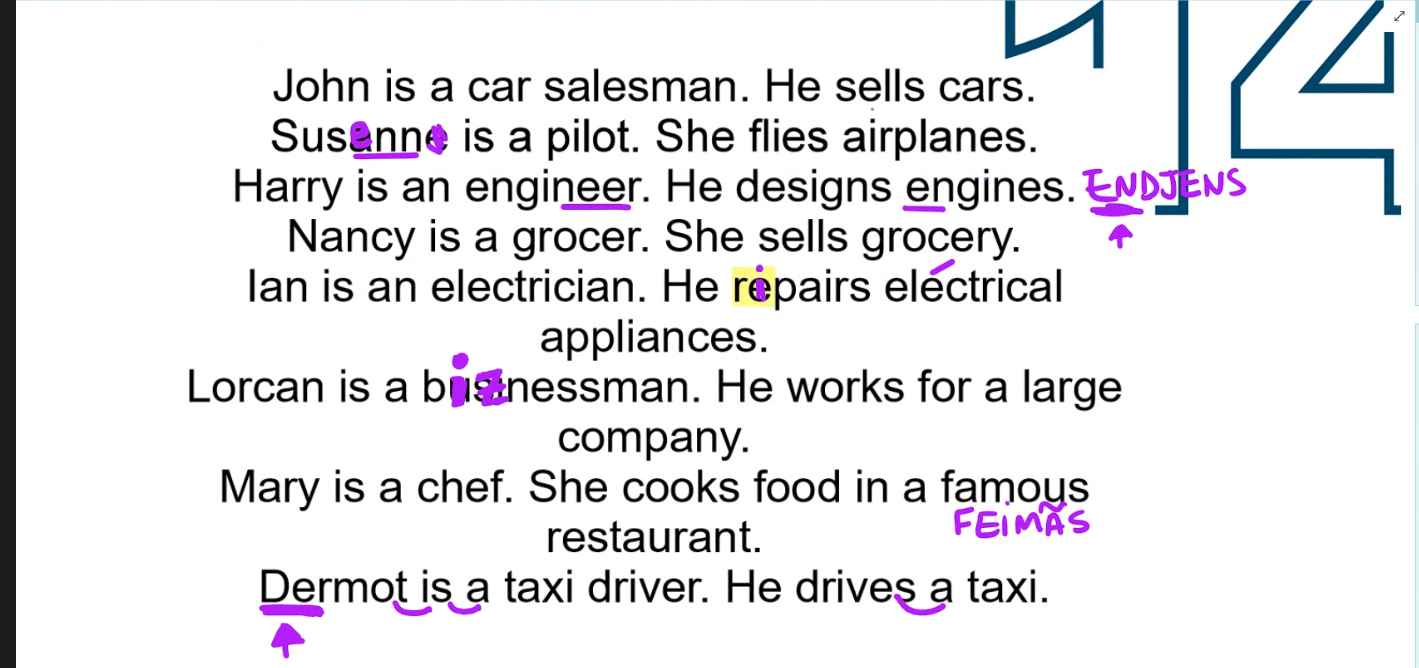 14
John is a car salesman. He sells cars.
Susanne is a pilot. She flies airplanes.
e s
Harry is an engineer. He designs engines. ENDJENS
Nancy is a grocer. She sells grocery.
Ian is an electrician. He repairs electrical
i
appliances.
Lorcan is a businessman. He works for a large
iz
company.
Mary is a chef. She cooks food in a famous
FEiMÃS
restaurant.
Dermot is a taxi driver. He drives a taxi.